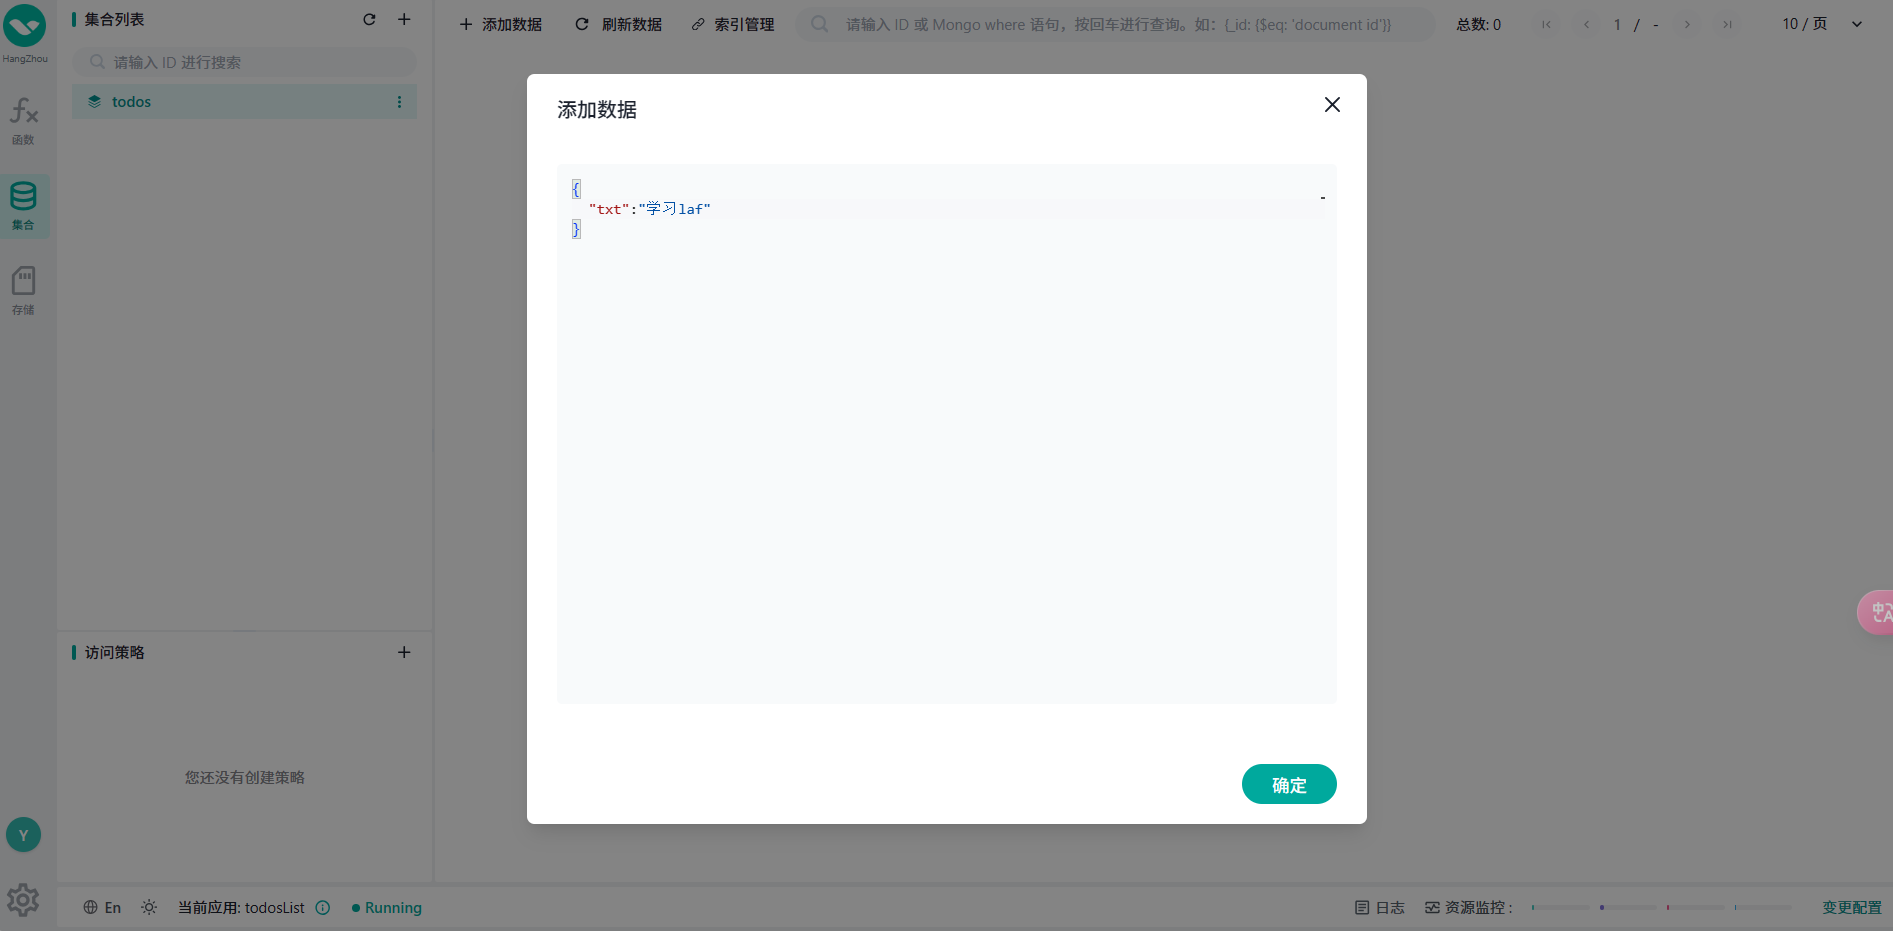 HangZhou
函数
集合
存储
Y
集合列表
请输入 ID 进行搜索
todos
访问策略
您还没有创建策略
添加数据
刷新数据
索引管理
请输入 ID 或 Mongo where 语句，按回车进行查询。如：{_id: {$eq: 'document id'}}
总数: 0
1 / -
10 / 页
添加数据
{
"txt":"学习laf"
}
确定
En
当前应用: todosList
Running
日志
资源监控 :
变更配置
中A